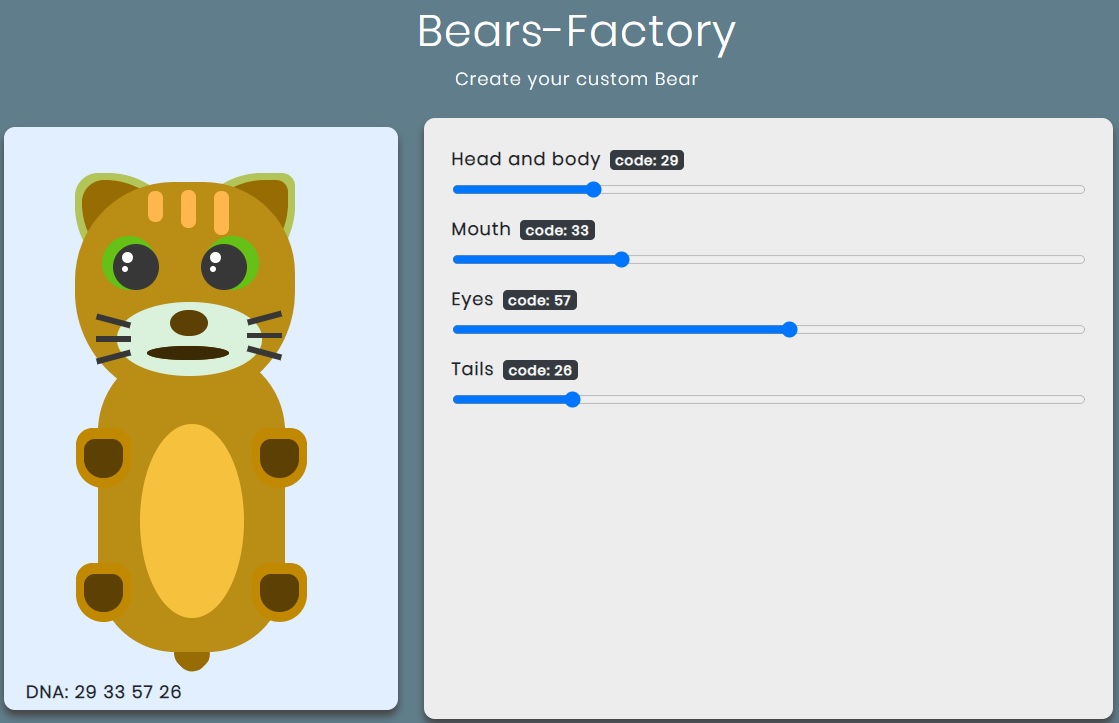 Bears-Factory
Create your custom Bear
DNA: 29 33 57 26
Head and body code: 29
Mouth code: 33
Eyes code: 57
Tails code: 26